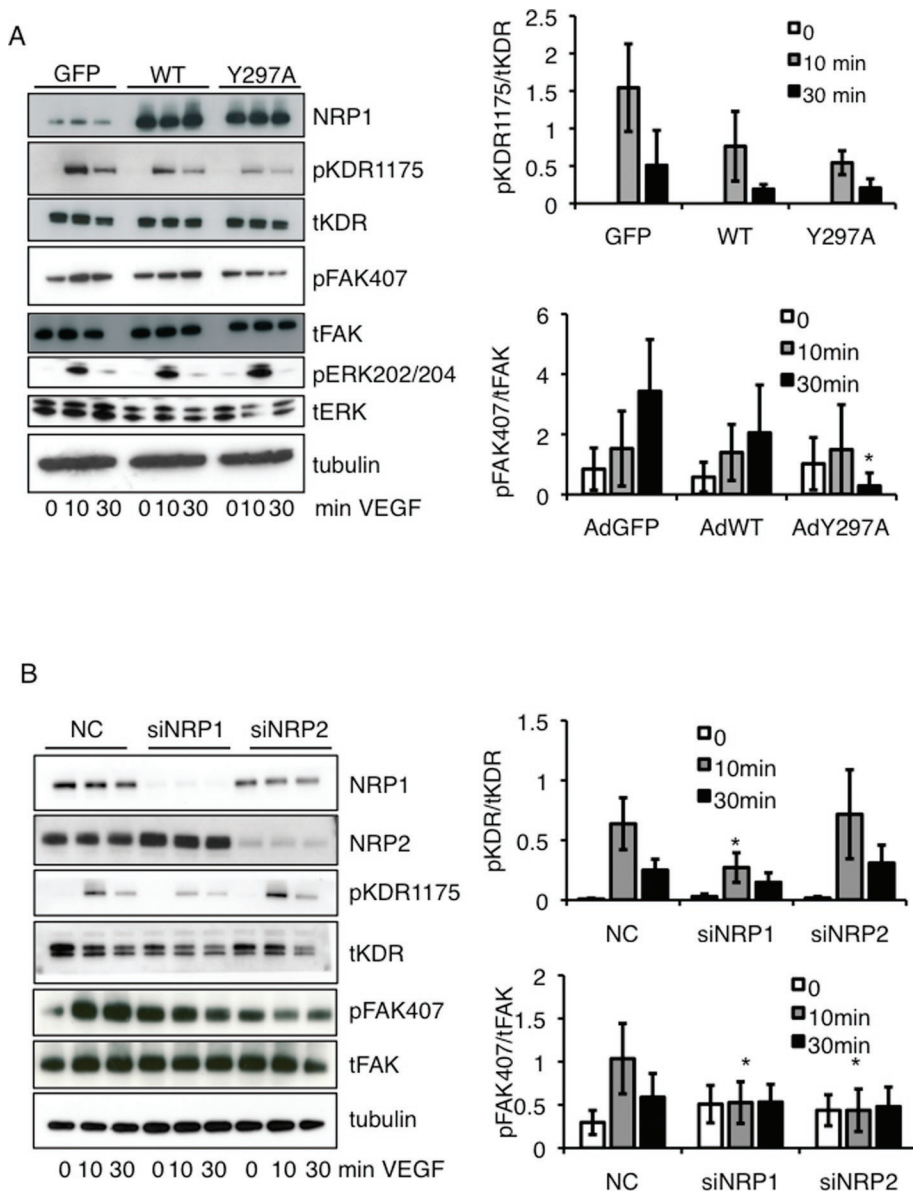 A
GFP WT Y297A
NRP1
pKDR1175
tKDR
pFAK407
tFAK
pERK202/204
tERK
tubulin
0 10 30 0 10 30 0 10 30 min VEGF
pKDR1175/tKDR
2.5
2
1.5
1
0.5
0
0
10 min
30 min
GFP WT Y297A
pFAK407/tFAK
6
4
2
0
0
10min
30min
*
AdGFP AdWT AdY297A
B
NC siNRP1 siNRP2
NRP1
NRP2
pKDR1175
tKDR
pFAK407
tFAK
tubulin
0 10 30 0 10 30 0 10 30 min VEGF
pKDR/tKDR
1.5
1
0.5
0
0
10min
30min
*
NC siNRP1 siNRP2
pFAK407/tFAK
2
1.5
1
0.5
0
0
10min
30min
* *
NC siNRP1 siNRP2